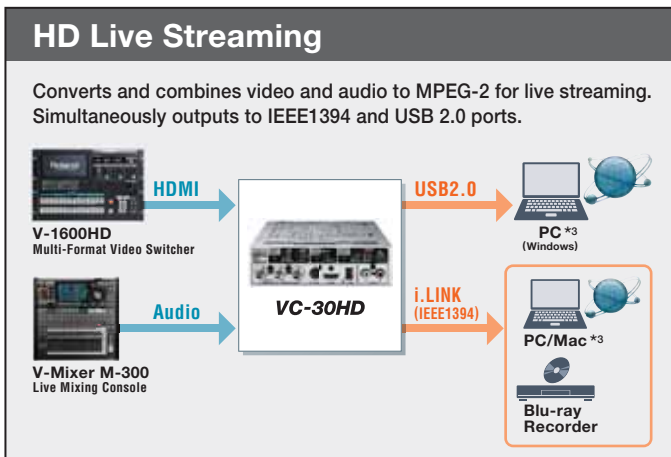 HD Live Streaming
Converts and combines video and audio to MPEG-2 for live streaming.
Simultaneously outputs to IEEE1394 and USB 2.0 ports.
Roland
HDMI
V-1600HD
Multi-Format Video Switcher
Audio
V-Mixer M-300
Live Mixing Console
VC-30HD
USB2.0
PC *3
(Windows)
i.LINK
(IEEE1394)
PC/Mac *3
Blu-ray
Recorder